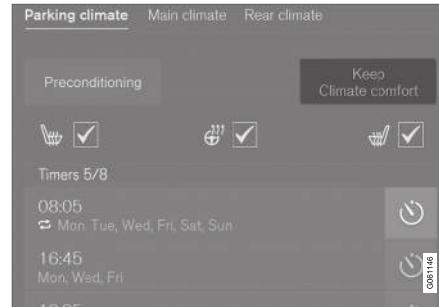 Parking climate Main climate Rear climate
Preconditioning
Keep
Climate comfort
Timers 5/8
08:05
Mon, Tue, Wed, Fri, Sat, Sun
16:45
Mon, Wed, Fri
G061146